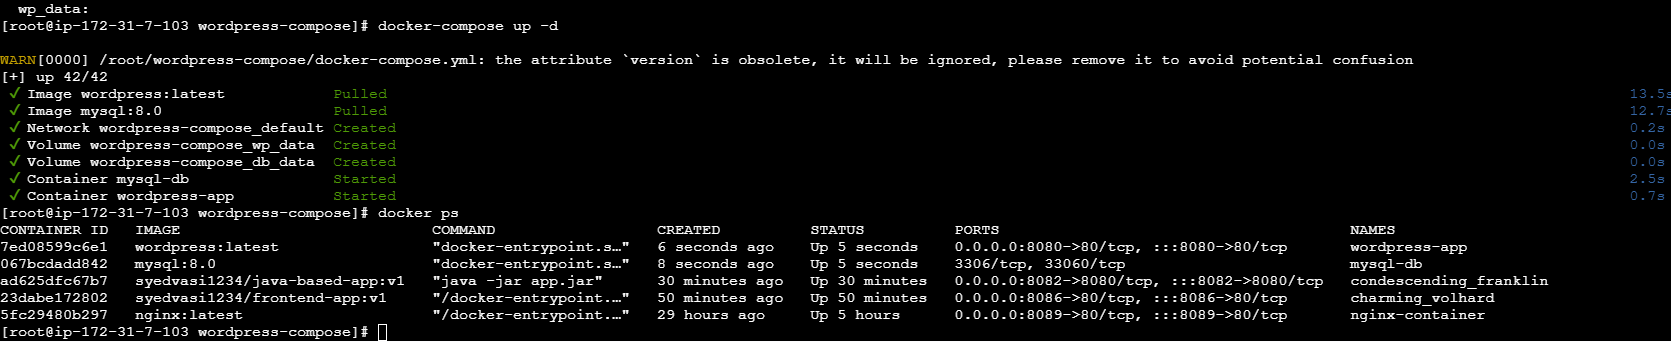 wp_data:
[root@ip-172-31-7-103 wordpress-compose]# docker-compose up -d
WARN[0000] /root/wordpress-compose/docker-compose.yml: the attribute `version` is obsolete, it will be ignored, please remove it to avoid potential confusion
[+] up 42/42
✓ Image wordpress:latest Pulled 13.5s
✓ Image mysql:8.0 Pulled 12.7s
✓ Network wordpress-compose_default Created 0.2s
✓ Volume wordpress-compose_wp_data Created 0.0s
✓ Volume wordpress-compose_db_data Created 0.0s
✓ Container mysql-db Started 2.5s
✓ Container wordpress-app Started 0.7s
[root@ip-172-31-7-103 wordpress-compose]# docker ps
CONTAINER ID IMAGE COMMAND CREATED STATUS PORTS NAMES
7ed08599c6e1 wordpress:latest "docker-entrypoint.s…" 6 seconds ago Up 5 seconds 0.0.0.0:8080->80/tcp, :::8080->80/tcp wordpress-app
067bcdadd842 mysql:8.0 "docker-entrypoint.s…" 8 seconds ago Up 5 seconds 3306/tcp, 33060/tcp mysql-db
ad625dfc67b7 syedvasi1234/java-based-app:v1 "java -jar app.jar" 30 minutes ago Up 30 minutes 0.0.0.0:8082->8080/tcp, :::8082->8080/tcp condescending_franklin
23dabe172802 syedvasi1234/frontend-app:v1 "/docker-entrypoint.…" 50 minutes ago Up 50 minutes 0.0.0.0:8086->80/tcp, :::8086->80/tcp charming_volhard
5fc29480b297 nginx:latest "/docker-entrypoint.…" 29 hours ago Up 5 hours 0.0.0.0:8089->80/tcp, :::8089->80/tcp nginx-container
[root@ip-172-31-7-103 wordpress-compose]#